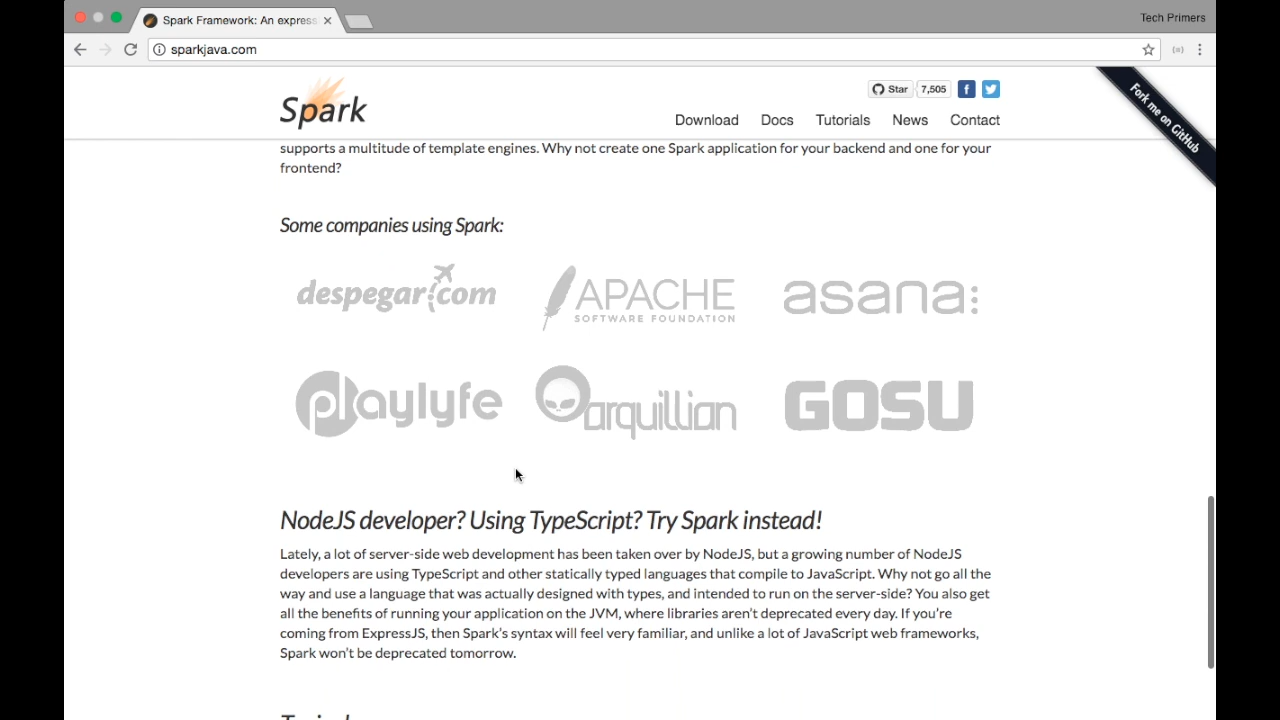 Spark Framework: An express
Tech Primers
sparkjava.com
Spark
Star 7,505
Download Docs Tutorials News Contact
Fork me on GitHub
supports a multitude of template engines. Why not create one Spark application for your backend and one for your
frontend?
Some companies using Spark:
despegar.com
APACHE
SOFTWARE FOUNDATION
asana:
playlyfe
arquillian
GOSU
NodeJS developer? Using TypeScript? Try Spark instead!
Lately, a lot of server-side web development has been taken over by NodeJS, but a growing number of NodeJS
developers are using TypeScript and other statically typed languages that compile to JavaScript. Why not go all the
way and use a language that was actually designed with types, and intended to run on the server-side? You also get
all the benefits of running your application on the JVM, where libraries aren't deprecated every day. If you're
coming from ExpressJS, then Spark's syntax will feel very familiar, and unlike a lot of JavaScript web frameworks,
Spark won't be deprecated tomorrow.